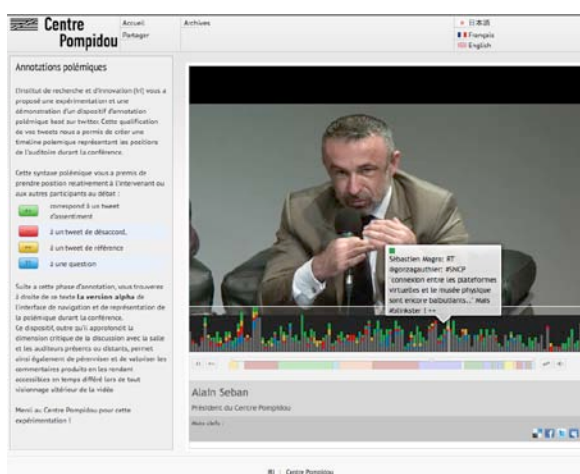 Centre
Pompidou
Accueil
Partager
Archives
日本語
Français
English
Annotations polémiques
L'Institut de recherche et d'innovation (Iri) vous a
proposé une expérimentation et une
démonstration d'un dispositif d'annotation
polémique basé sur twitter. Cette qualification
de vos tweets nous a permis de créer une
timeline polémique représentant les positions
de l'auditoire durant la conférence.
Cette syntaxe polémique vous a permis de
prendre position relativement à l'intervenant ou
aux autres participants au débat :
++ correspond à un tweet
d'assentiment
-- à un tweet de désaccord,
== à un tweet de référence
?? à une question
Suite a cette phase d'annotation, vous trouverez
à droite de ce texte la version alpha de
l'interface de navigation et de représentation de
la polémique durant la conférence.
Ce dispositif, outre qu'il approfondit la
dimension critique de la discussion avec la salle
et les auditeurs présents ou distants, permet
ainsi également de pérenniser et de valoriser les
commentaires produits en les rendant
accessibles en temps différé lors de tout
visionnage ultérieur de la vidéo
Merci au Centre Pompidou pour cette
expérimentation !
Sébastien Magro: RT
@gonzagauthier: #SNCP
"connexion entre les plateformes
virtuelles et le musée physique
sont encore balbutiants..." Mais
#alinkster ! ++
Alain Seban
Président du Centre Pompidou
Mots clefs :
IRI | Centre Pompidou